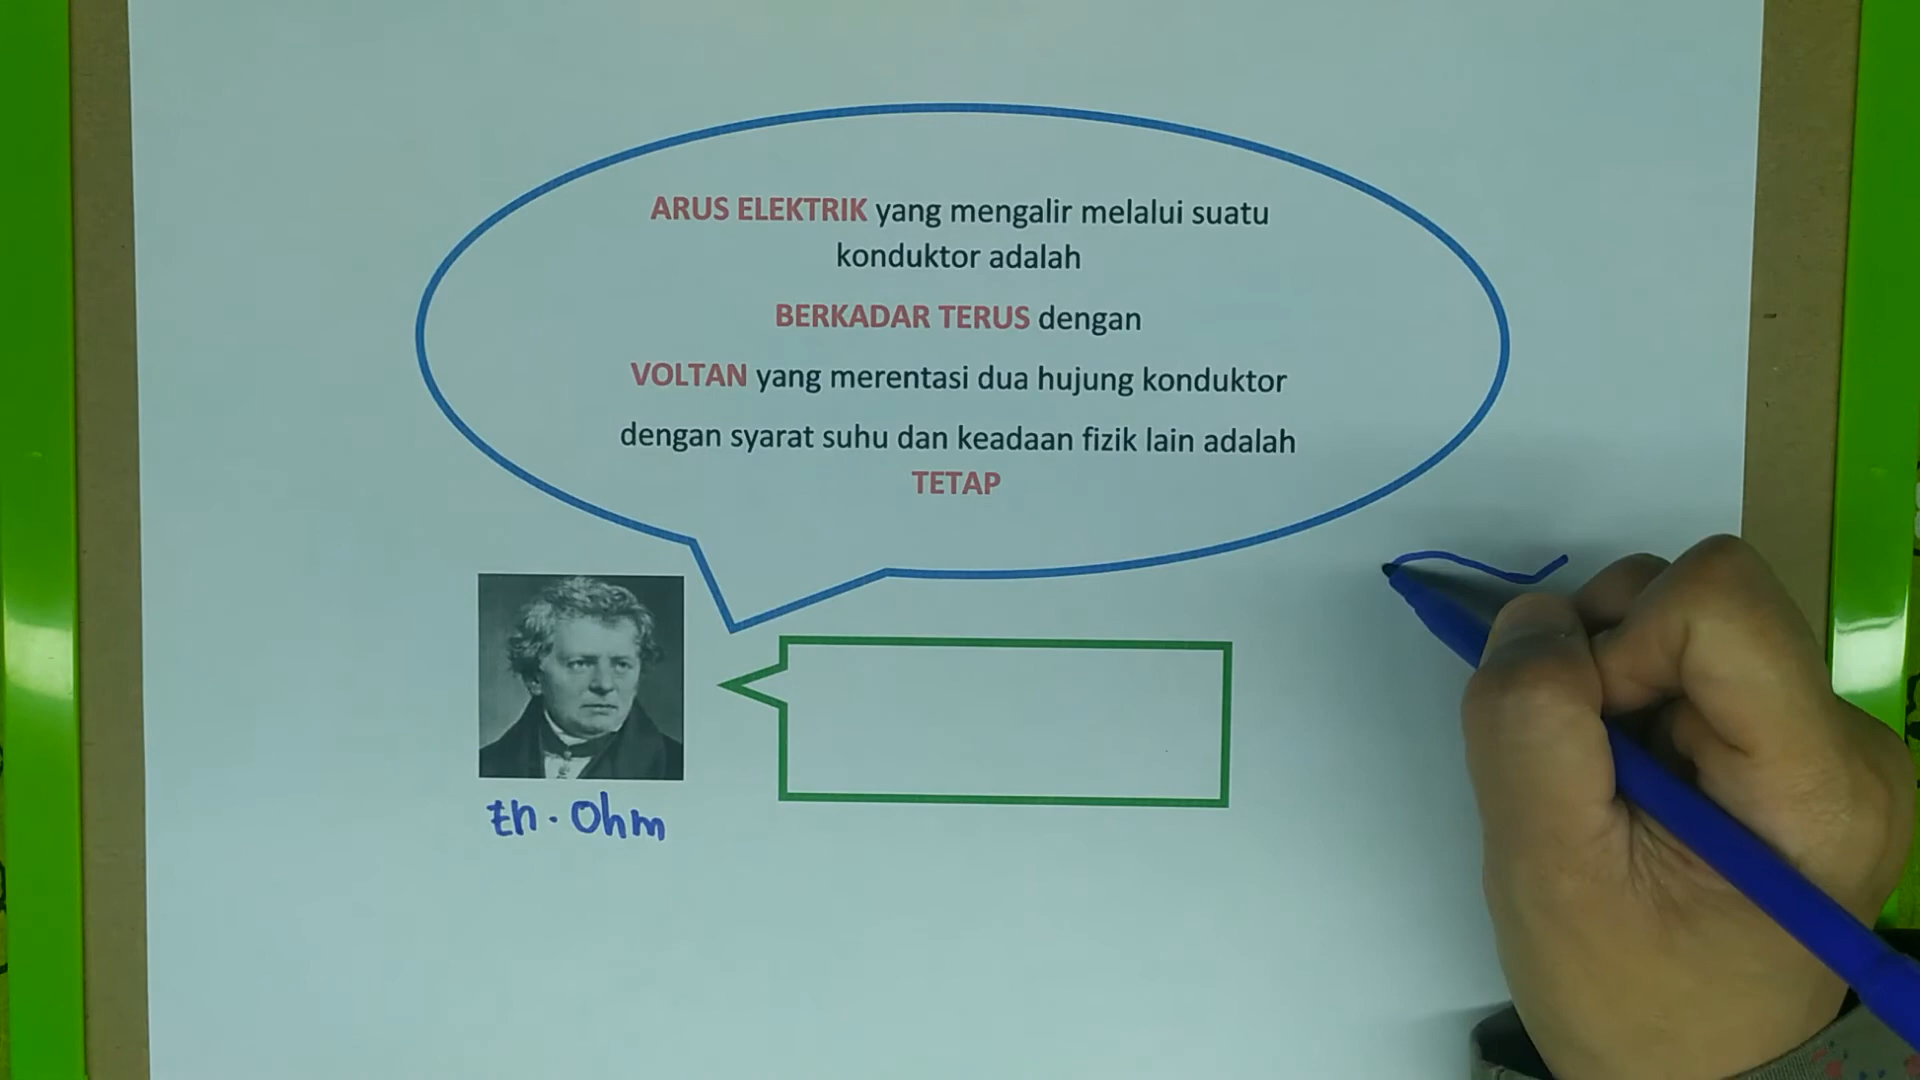 ARUS ELEKTRIK yang mengalir melalui suatu
konduktor adalah
BERKADAR TERUS dengan
VOLTAN yang merentasi dua hujung konduktor
dengan syarat suhu dan keadaan fizik lain adalah
TETAP
En. Ohm